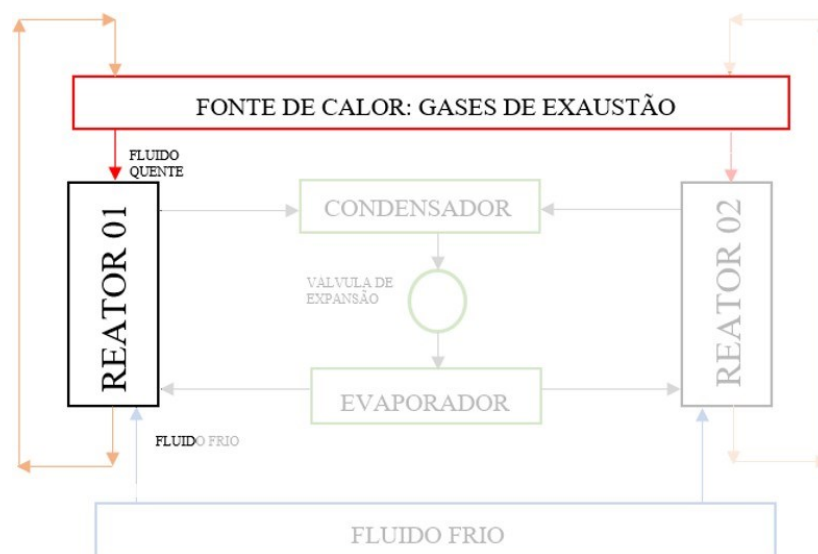 FONTE DE CALOR: GASES DE EXAUSTÃO
FLUIDO
QUENTE
REATOR 01
CONDENSADOR
REATOR 02
VALVULA DE
EXPANSÃO
EVAPORADOR
FLUIDO FRIO
FLUIDO FRIO